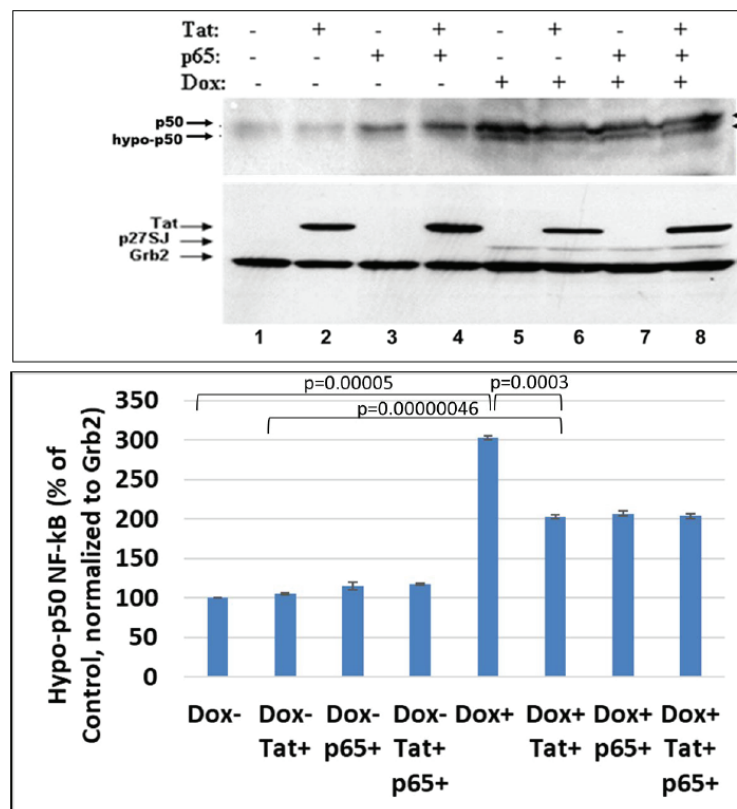 Tat: - + - + - + - +
p65: - - + + - - + +
Dox: - - - - + + + +
p50
hypo-p50
Tat
p27SJ
Grb2
1 2 3 4 5 6 7 8
p=0.00005 p=0.0003
p=0.00000046
Hypo-p50 NF-kB (% of
Control, normalized to Grb2)
350
300
250
200
150
100
50
0
Dox- Dox- Dox- Dox- Dox+ Dox+ Dox+ Dox+
Tat+ p65+ Tat+ Tat+ p65+ Tat+
p65+ p65+